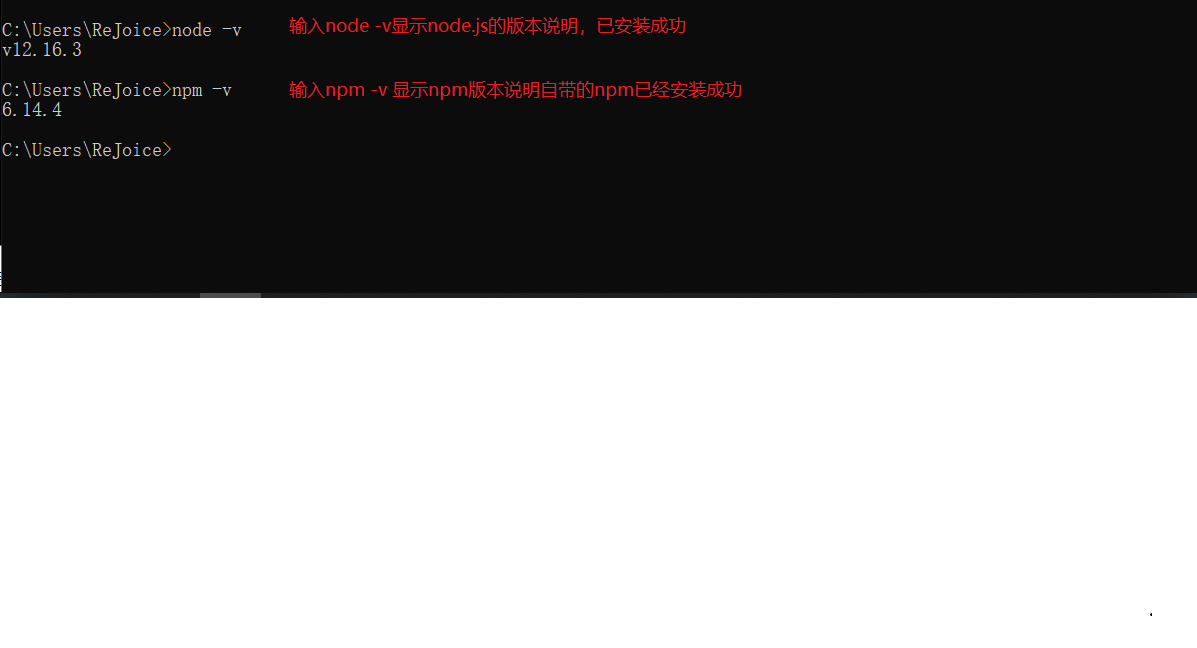 C:\Users\ReJoice>node -v 输入node -v显示node.js的版本说明，已安装成功
v12.16.3
C:\Users\ReJoice>npm -v 输入npm -v 显示npm版本说明自带的npm已经安装成功
6.14.4
C:\Users\ReJoice>